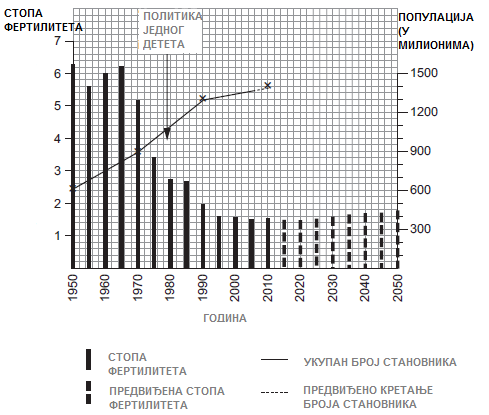 СТОПА
ФЕРТИЛИТЕТА
ПОЛИТИКА
ЈЕДНОГ
ДЕТЕТА
ПОПУЛАЦИЈА
(У
МИЛИОНИМА)
7
6
5
4
3
2
1
1500
1200
900
600
300
1950
1960
1970
1980
1990
2000
2010
2020
2030
2040
2050
ГОДИНА
СТОПА
ФЕРТИЛИТЕТА
ПРЕДВИЂЕНА СТОПА
ФЕРТИЛИТЕТА
УКУПАН БРОЈ СТАНОВНИКА
ПРЕДВИЂЕНО КРЕТАЊЕ
БРОЈА СТАНОВНИКА